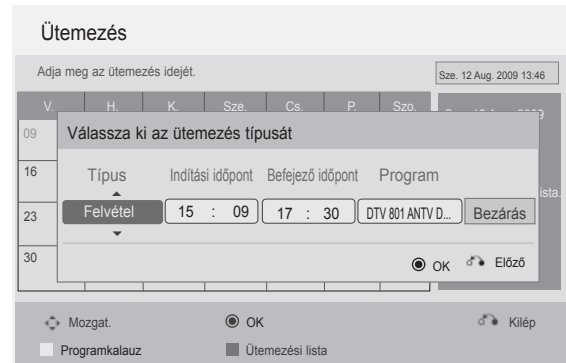 Ütemezés
Adja meg az ütemezés idejét.
Sze. 12 Aug. 2009 13:46
V. H. K. Sze. Cs. P. Szo.
09
Válassza ki az ütemezés típusát
16
Típus Indítási időpont Befejező időpont Program
ista.
23
Felvétel 15 : 09 17 : 30 DTV 801 ANTV D... Bezárás
30
OK Előző
Mozgat. OK Kilép
Programkalauz Ütemezési lista